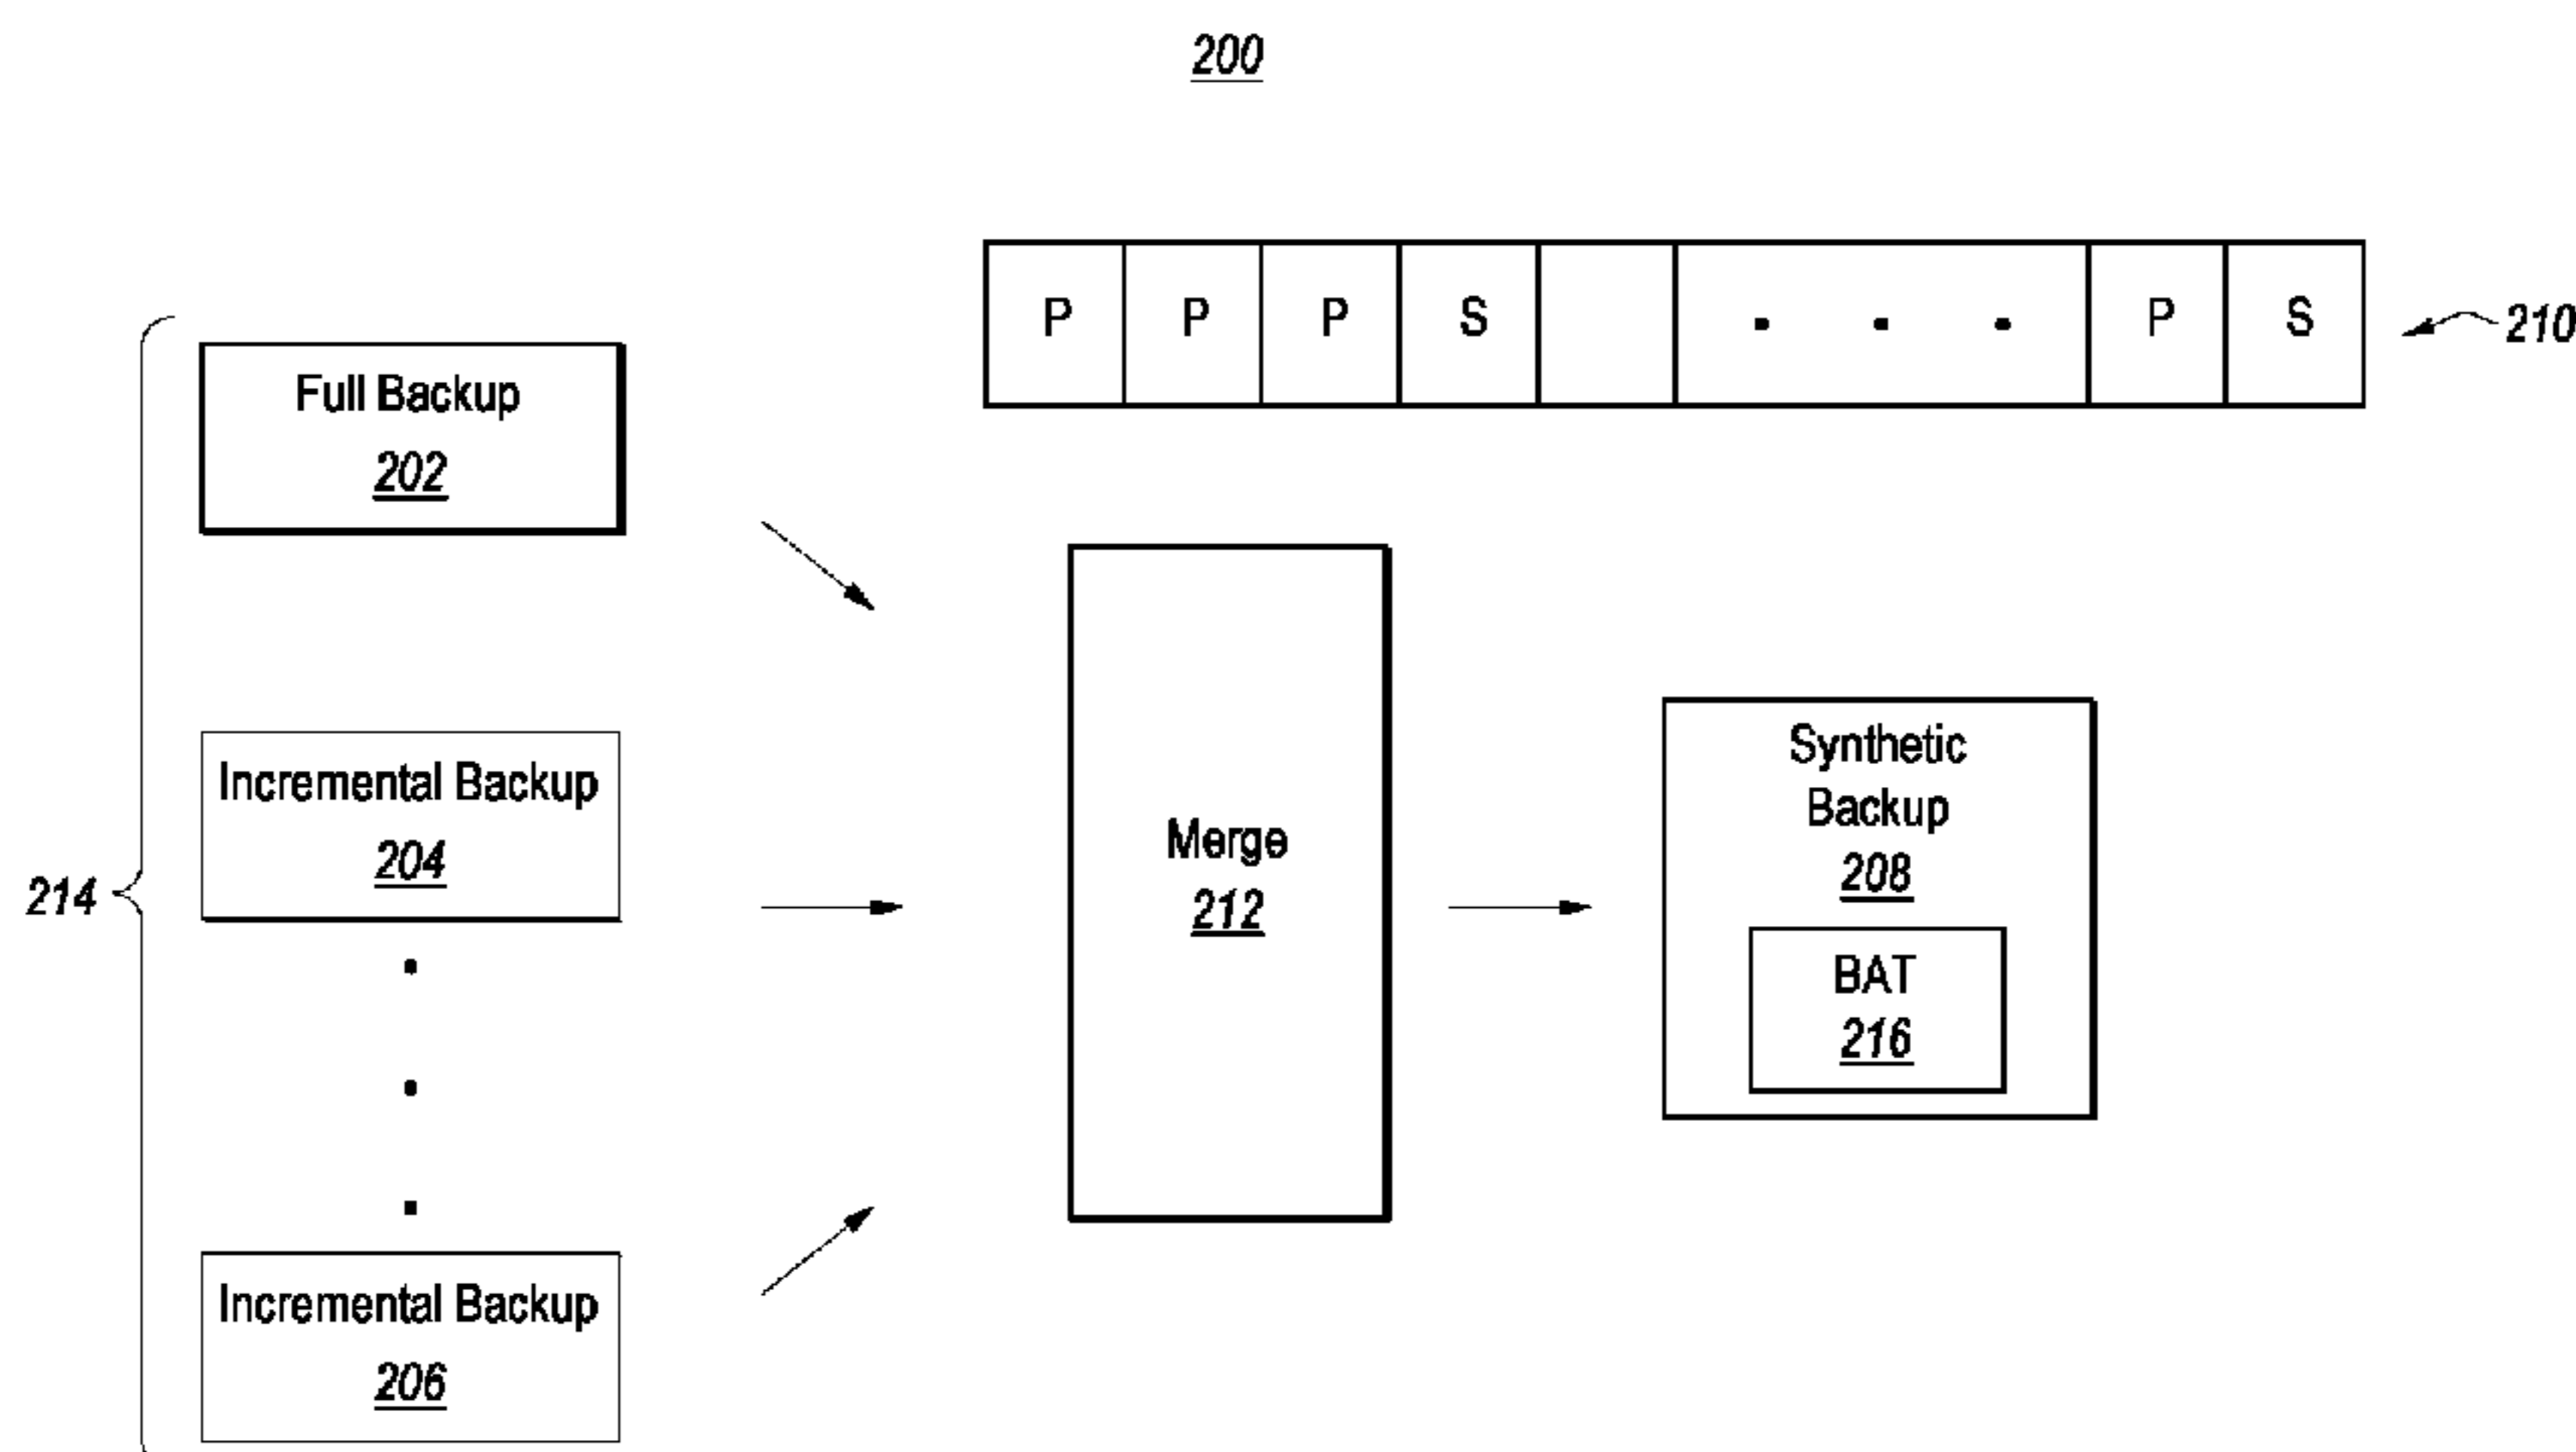 200
P P P S . . . P S
210
Full Backup
202
Incremental Backup
204
214
Incremental Backup
206
Merge
212
Synthetic
Backup
208
BAT
216